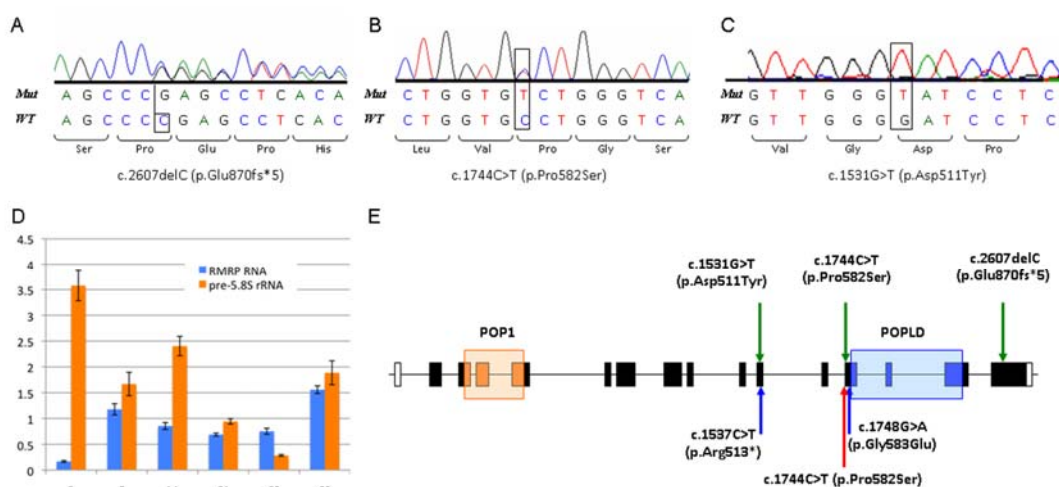 A
Mut A G C C C G A G C C T C A C A
WT A G C C C C G A G C C T C A C
Ser Pro Glu Pro His
c.2607delC (p.Glu870fs*5)
B
Mut C T G G T G T C T G G G T C A
WT C T G G T G C C T G G G T C A
Leu Val Pro Gly Ser
c.1744C>T (p.Pro582Ser)
C
Mut G T T G G G T A T C C T C
WT G T T G G G G A T C C T C
Val Gly Asp Pro
c.1531G>T (p.Asp511Tyr)
D
4.5
4
3.5
3
2.5
2
1.5
1
0.5
0
RMRP RNA
pre-5.8S rRNA
E
c.1531G>T
(p.Asp511Tyr)
c.1744C>T
(p.Pro582Ser)
c.2607delC
(p.Glu870fs*5)
POP1
POPLD
c.1537C>T
(p.Arg513*)
c.1748G>A
(p.Gly583Glu)
c.1744C>T (p.Pro582Ser)